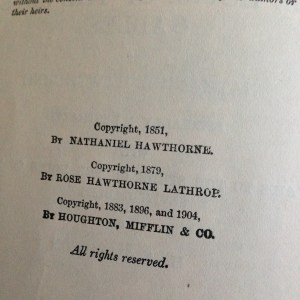 their heirs.
Copyright, 1851,
By NATHANIEL HAWTHORNE.
Copyright, 1879,
By ROSE HAWTHORNE LATHROP.
Copyright, 1883, 1896, and 1904,
By HOUGHTON, MIFFLIN & CO.
All rights reserved.